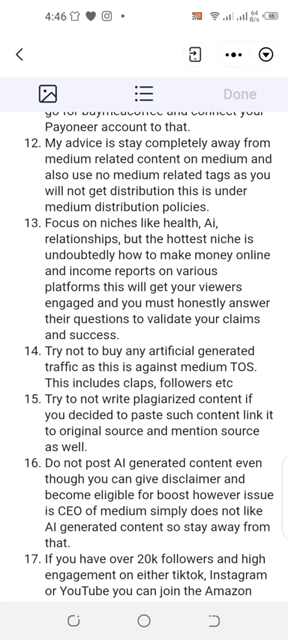 4:46
64
B/s
Done
go for buymeacoffee and connect your
Payoneer account to that.
12. My advice is stay completely away from
medium related content on medium and
also use no medium related tags as you
will not get distribution this is under
medium distribution policies.
13. Focus on niches like health, Ai,
relationships, but the hottest niche is
undoubtedly how to make money online
and income reports on various
platforms this will get your viewers
engaged and you must honestly answer
their questions to validate your claims
and success.
14. Try not to buy any artificial generated
traffic as this is against medium TOS.
This includes claps, followers etc
15. Try to not write plagiarized content if
you decided to paste such content link it
to original source and mention source
as well.
16. Do not post AI generated content even
though you can give disclaimer and
become eligible for boost however issue
is CEO of medium simply does not like
AI generated content so stay away from
that.
17. If you have over 20k followers and high
engagement on either tiktok, Instagram
or YouTube you can join the Amazon